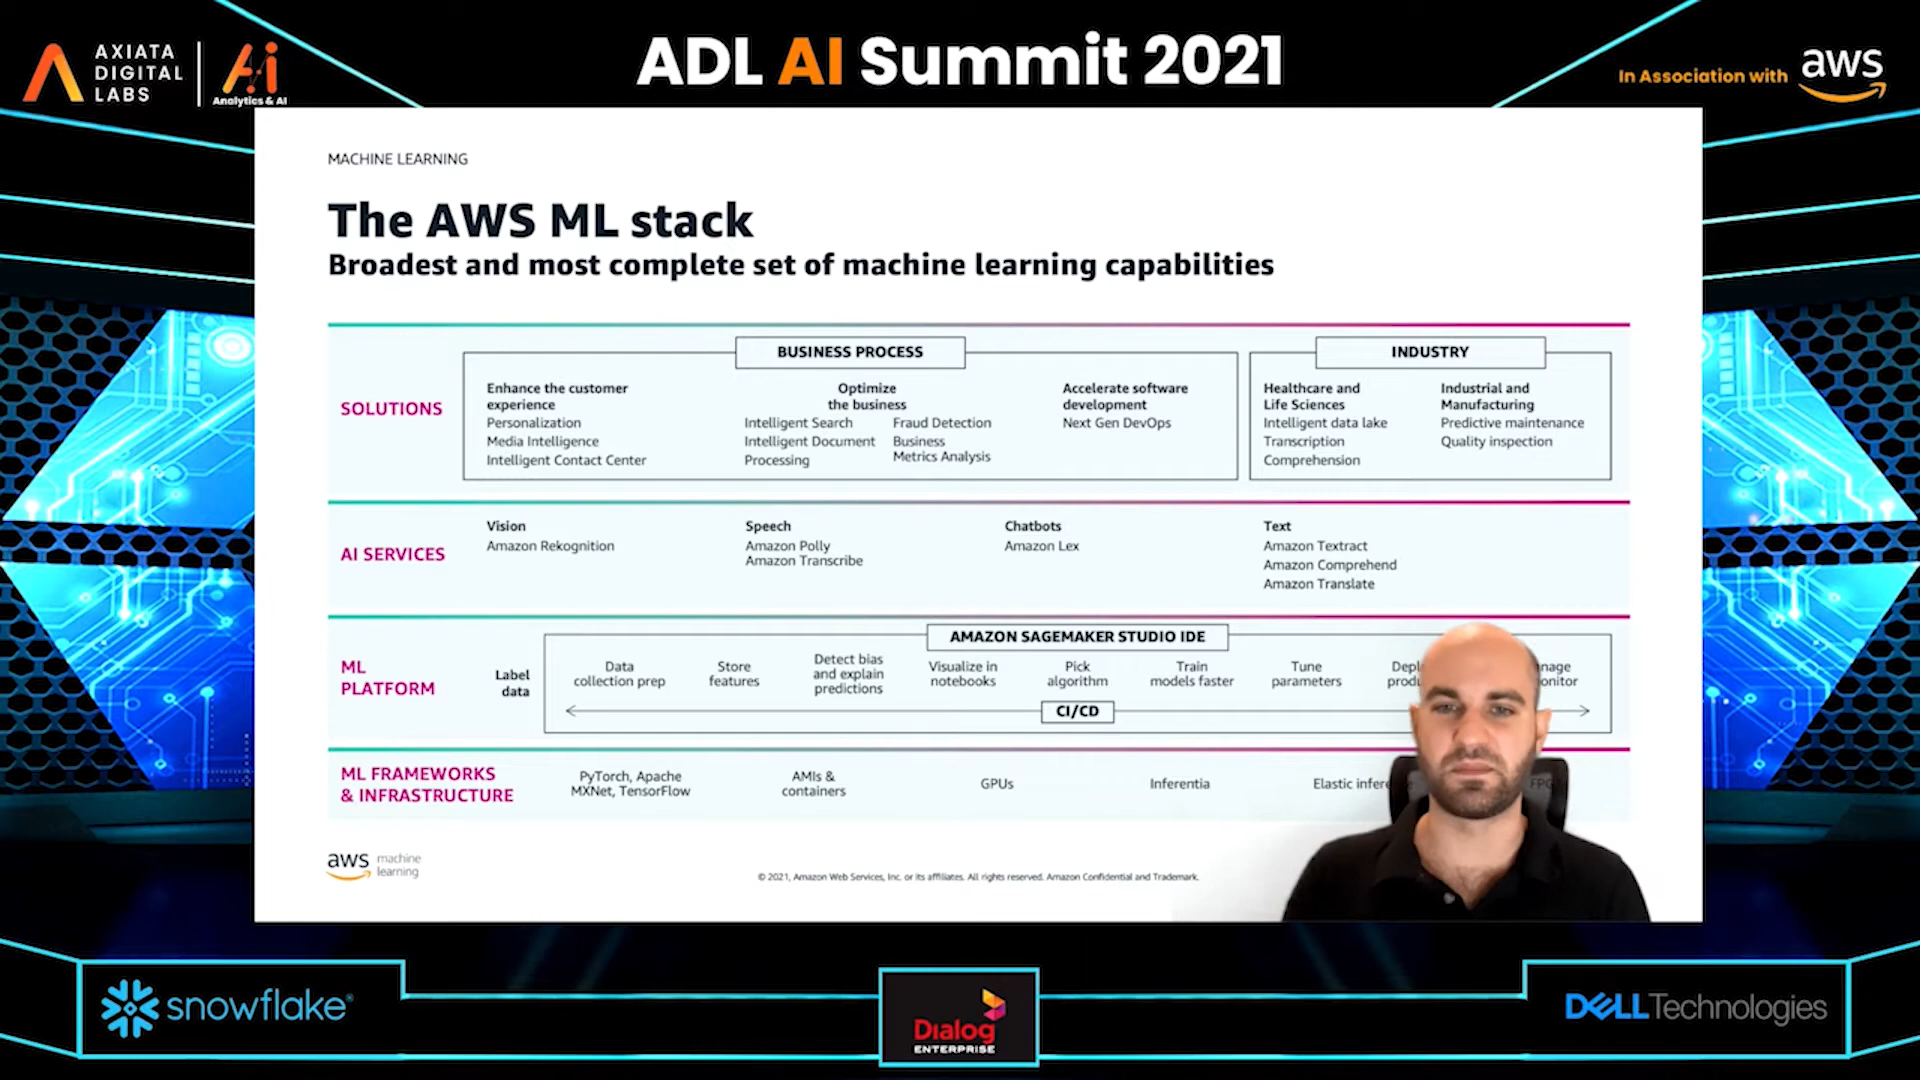 AXIATA
DIGITAL
LABS
Ai
Analytics & AI
ADL AI Summit 2021
In Association with aws
MACHINE LEARNING
The AWS ML stack
Broadest and most complete set of machine learning capabilities
SOLUTIONS
BUSINESS PROCESS
Enhance the customer
experience
Personalization
Media Intelligence
Intelligent Contact Center
Optimize
the business
Intelligent Search
Intelligent Document
Processing
Fraud Detection
Business
Metrics Analysis
Accelerate software
development
Next Gen DevOps
INDUSTRY
Healthcare and
Life Sciences
Intelligent data lake
Transcription
Comprehension
Industrial and
Manufacturing
Predictive maintenance
Quality inspection
AI SERVICES
Vision
Amazon Rekognition
Speech
Amazon Polly
Amazon Transcribe
Chatbots
Amazon Lex
Text
Amazon Textract
Amazon Comprehend
Amazon Translate
ML
PLATFORM
Label
data
AMAZON SAGEMAKER STUDIO IDE
Data
collection prep
Store
features
Detect bias
and explain
predictions
Visualize in
notebooks
Pick
algorithm
Train
models faster
Tune
parameters
CI/CD
ML FRAMEWORKS
& INFRASTRUCTURE
PyTorch, Apache
MXNet, TensorFlow
AMIs &
containers
GPUs
Inferentia
Elastic
aws machine
learning
© 2021, Amazon Web Services, Inc. or its affiliates. All rights reserved. Amazon Confidential and Trademark.
snowflake®
Dialog
ENTERPRISE
DELL Technologies